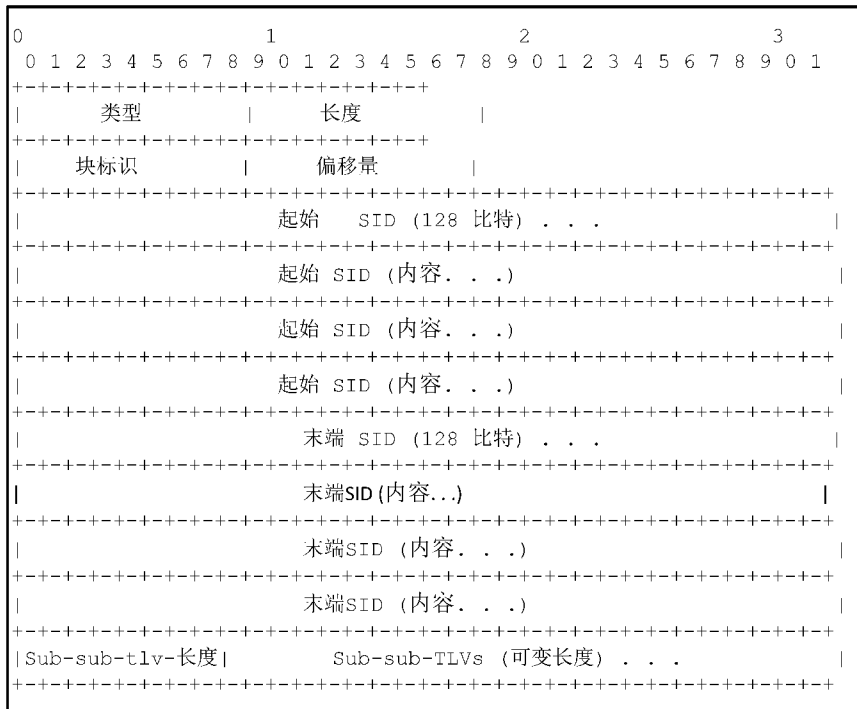 0                   1                   2                   3
0 1 2 3 4 5 6 7 8 9 0 1 2 3 4 5 6 7 8 9 0 1 2 3 4 5 6 7 8 9 0 1
+-+-+-+-+-+-+-+-+-+-+-+-+-+-+-+-+
| 类型 | 长度 |
+-+-+-+-+-+-+-+-+-+-+-+-+-+-+-+-+
| 块标识 | 偏移量 |
+-+-+-+-+-+-+-+-+-+-+-+-+-+-+-+-+-+-+-+-+-+-+-+-+-+-+-+-+-+-+-+-+
| 起始 SID (128 比特) . . . |
+-+-+-+-+-+-+-+-+-+-+-+-+-+-+-+-+-+-+-+-+-+-+-+-+-+-+-+-+-+-+-+-+
| 起始 SID (内容. . .) |
+-+-+-+-+-+-+-+-+-+-+-+-+-+-+-+-+-+-+-+-+-+-+-+-+-+-+-+-+-+-+-+-+
| 起始 SID (内容. . .) |
+-+-+-+-+-+-+-+-+-+-+-+-+-+-+-+-+-+-+-+-+-+-+-+-+-+-+-+-+-+-+-+-+
| 起始 SID (内容. . .) |
+-+-+-+-+-+-+-+-+-+-+-+-+-+-+-+-+-+-+-+-+-+-+-+-+-+-+-+-+-+-+-+-+
| 末端 SID (128 比特) . . . |
+-+-+-+-+-+-+-+-+-+-+-+-+-+-+-+-+-+-+-+-+-+-+-+-+-+-+-+-+-+-+-+-+
| 末端SID (内容...) |
+-+-+-+-+-+-+-+-+-+-+-+-+-+-+-+-+-+-+-+-+-+-+-+-+-+-+-+-+-+-+-+-+
| 末端SID (内容. . .) |
+-+-+-+-+-+-+-+-+-+-+-+-+-+-+-+-+-+-+-+-+-+-+-+-+-+-+-+-+-+-+-+-+
| 末端SID (内容. . .) |
+-+-+-+-+-+-+-+-+-+-+-+-+-+-+-+-+-+-+-+-+-+-+-+-+-+-+-+-+-+-+-+-+
|Sub-sub-tlv-长度| Sub-sub-TLVs (可变长度) . . . |
+-+-+-+-+-+-+-+-+-+-+-+-+-+-+-+-+-+-+-+-+-+-+-+-+-+-+-+-+-+-+-+-+